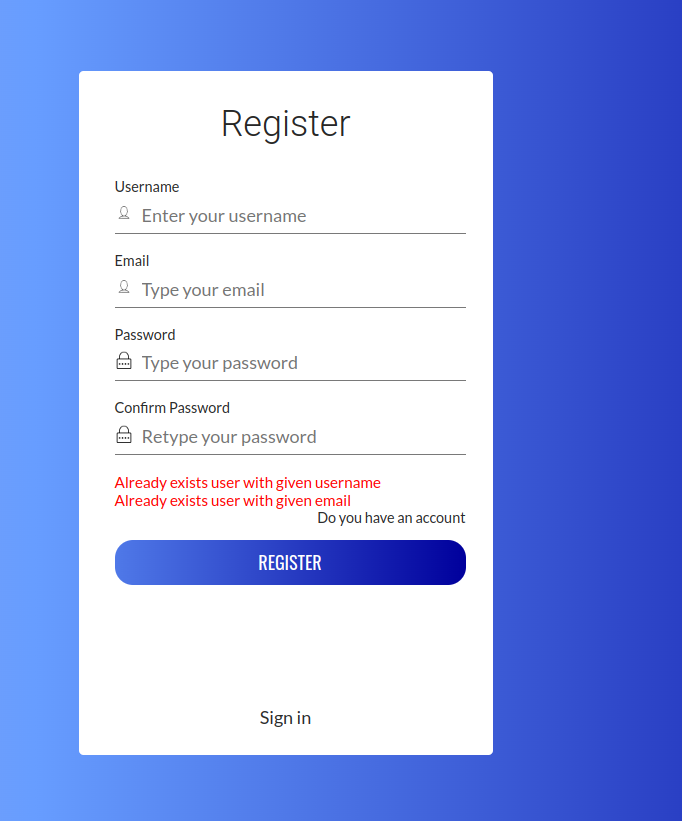 Register
Username
Enter your username
Email
Type your email
Password
Type your password
Confirm Password
Retype your password
Already exists user with given username
Already exists user with given email
Do you have an account
REGISTER
Sign in